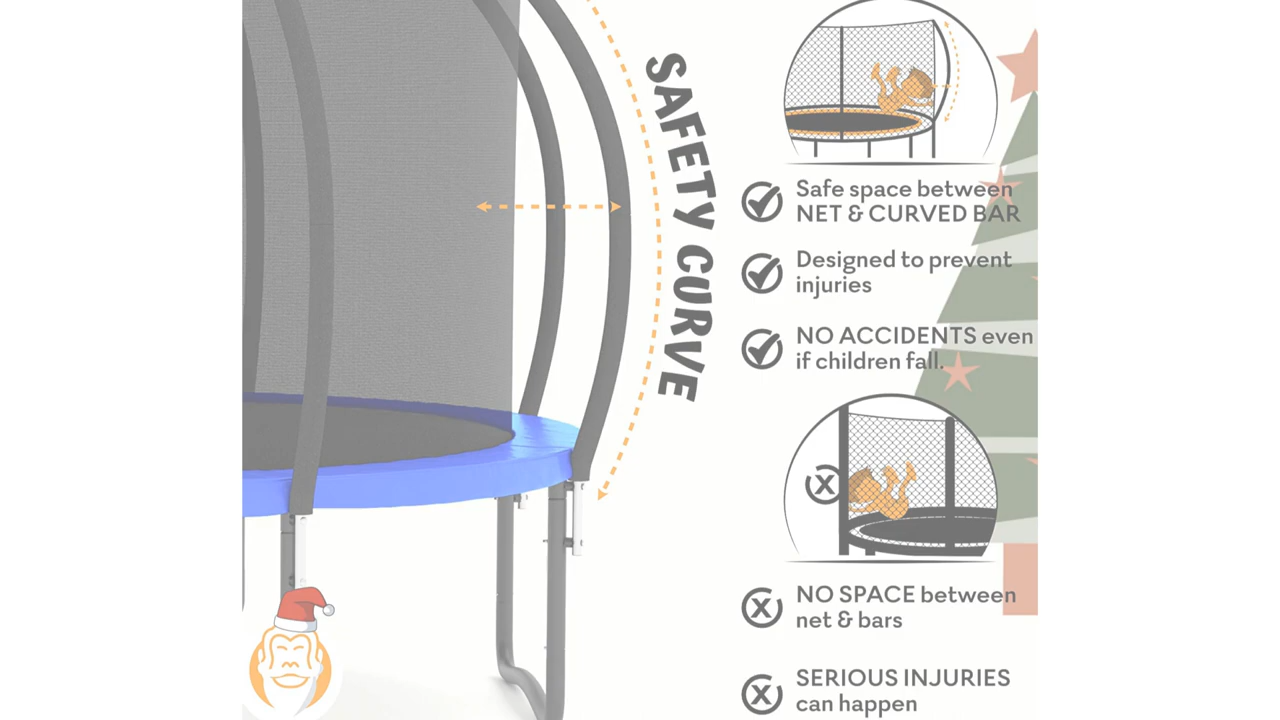 SAFETY CURVE
Safe space between
NET & CURVED BAR
Designed to prevent
injuries
NO ACCIDENTS even
if children fall.
X
X
NO SPACE between
net & bars
X
SERIOUS INJURIES
can happen